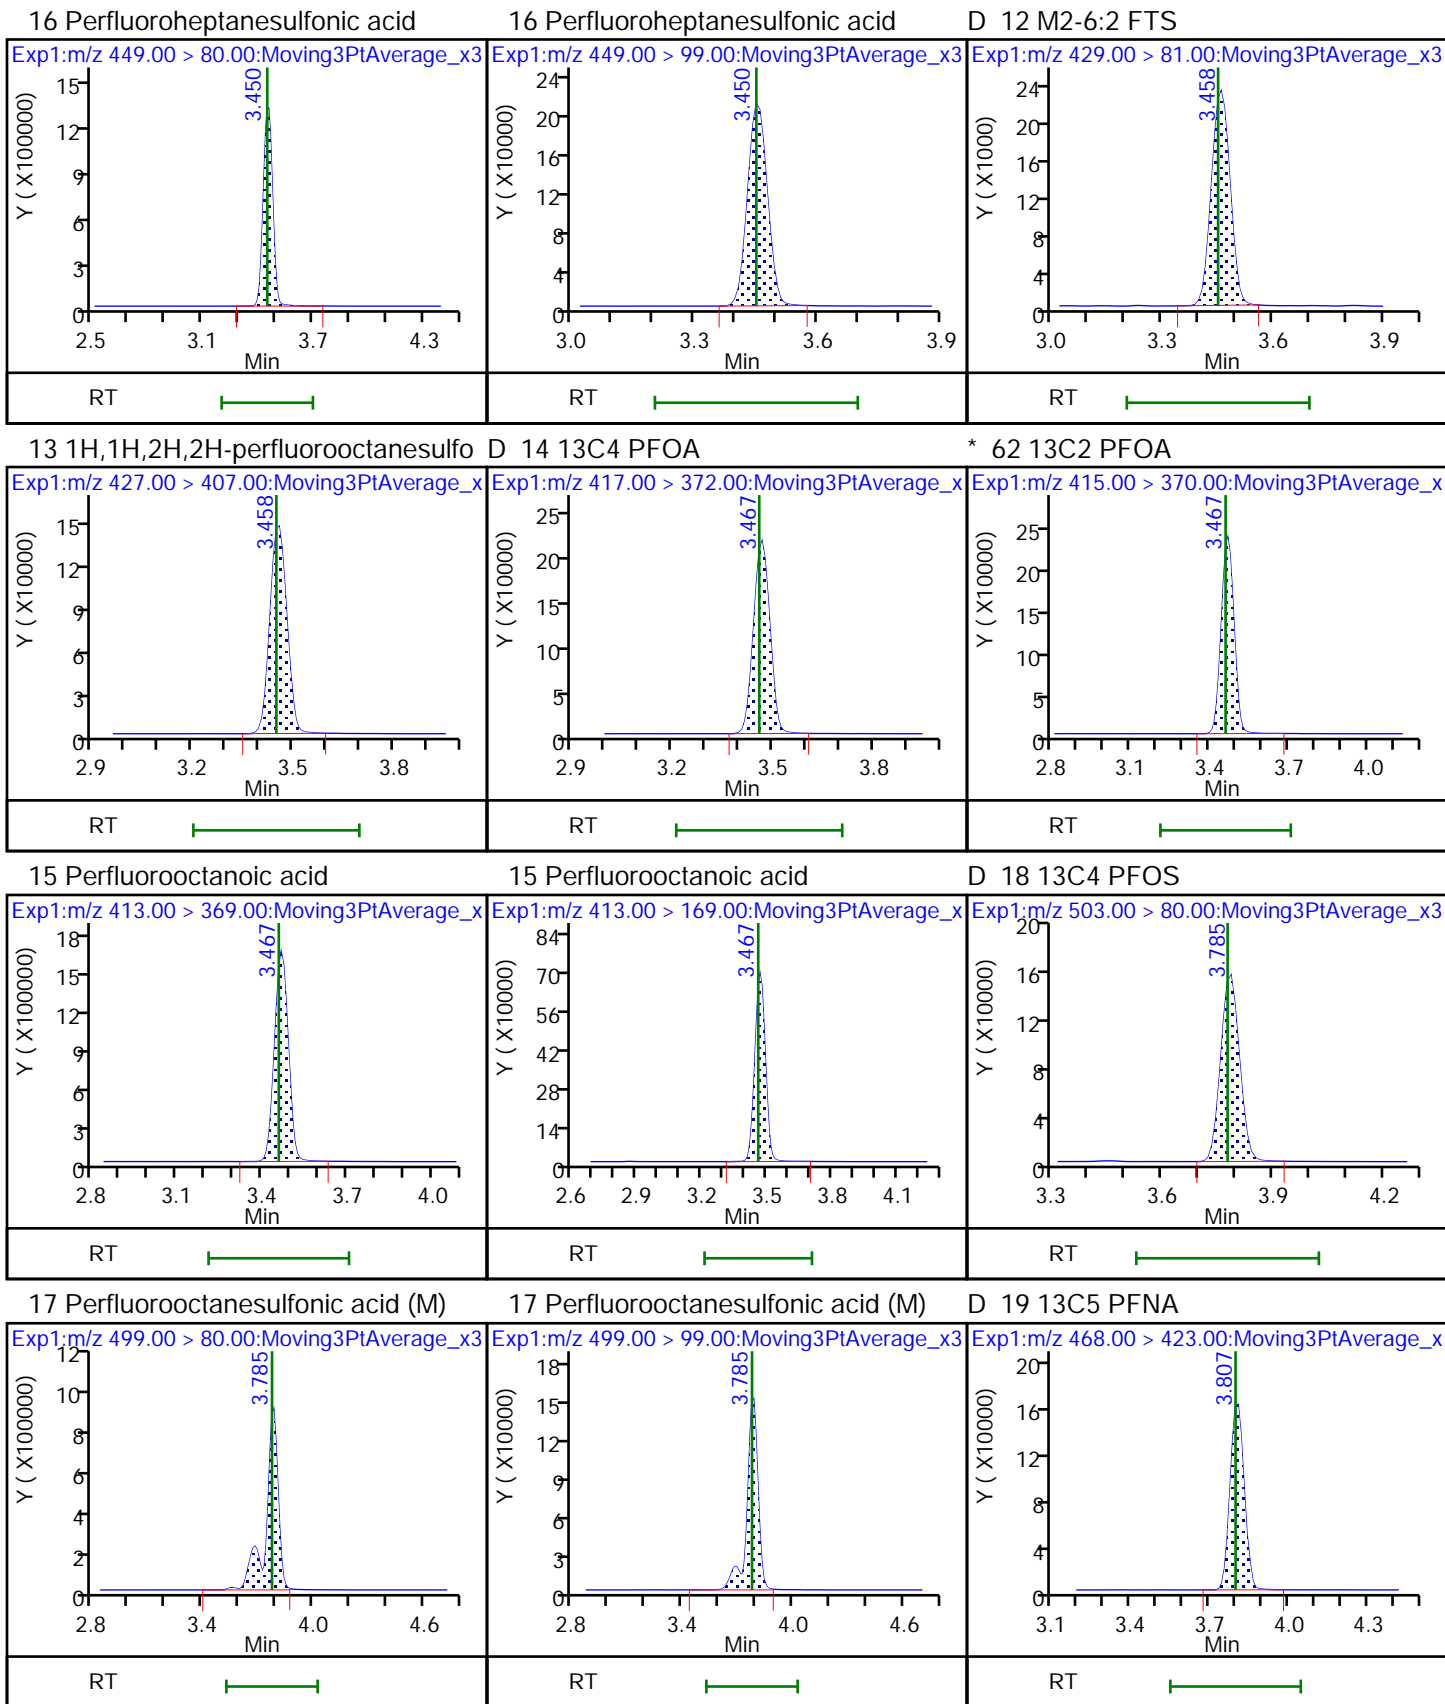 16 Perfluoroheptanesulfonic acid
Exp1:m/z 449.00 > 80.00:Moving3PtAverage_x3
3.450
Y ( X100000)
15
12
9
6
3
0
2.5 3.1 3.7 4.3
Min
RT
16 Perfluoroheptanesulfonic acid
Exp1:m/z 449.00 > 99.00:Moving3PtAverage_x3
3.450
Y ( X10000)
24
20
16
12
8
4
0
3.0 3.3 3.6 3.9
Min
RT
D 12 M2-6:2 FTS
Exp1:m/z 429.00 > 81.00:Moving3PtAverage_x3
3.458
Y ( X1000)
24
20
16
12
8
4
0
3.0 3.3 3.6 3.9
Min
RT
13 1H,1H,2H,2H-perfluorooctanesulfo
Exp1:m/z 427.00 > 407.00:Moving3PtAverage_x
3.458
Y ( X10000)
15
12
9
6
3
0
2.9 3.2 3.5 3.8
Min
RT
D 14 13C4 PFOA
Exp1:m/z 417.00 > 372.00:Moving3PtAverage_x
3.467
Y ( X10000)
25
20
15
10
5
0
2.9 3.2 3.5 3.8
Min
RT
* 62 13C2 PFOA
Exp1:m/z 415.00 > 370.00:Moving3PtAverage_x
3.467
Y ( X10000)
25
20
15
10
5
0
2.8 3.1 3.4 3.7 4.0
Min
RT
15 Perfluorooctanoic acid
Exp1:m/z 413.00 > 369.00:Moving3PtAverage_x
3.467
Y ( X100000)
18
15
12
9
6
3
0
2.8 3.1 3.4 3.7 4.0
Min
RT
15 Perfluorooctanoic acid
Exp1:m/z 413.00 > 169.00:Moving3PtAverage_x
3.467
Y ( X10000)
84
70
56
42
28
14
0
2.6 2.9 3.2 3.5 3.8 4.1
Min
RT
D 18 13C4 PFOS
Exp1:m/z 503.00 > 80.00:Moving3PtAverage_x3
3.785
Y ( X10000)
20
16
12
8
4
0
3.3 3.6 3.9 4.2
Min
RT
17 Perfluorooctanesulfonic acid (M)
Exp1:m/z 499.00 > 80.00:Moving3PtAverage_x3
3.785
Y ( X100000)
12
10
8
6
4
2
0
2.8 3.4 4.0 4.6
Min
RT
17 Perfluorooctanesulfonic acid (M)
Exp1:m/z 499.00 > 99.00:Moving3PtAverage_x3
3.785
Y ( X10000)
18
15
12
9
6
3
0
2.8 3.4 4.0 4.6
Min
RT
D 19 13C5 PFNA
Exp1:m/z 468.00 > 423.00:Moving3PtAverage_x
3.807
Y ( X10000)
20
16
12
8
4
0
3.1 3.4 3.7 4.0 4.3
Min
RT